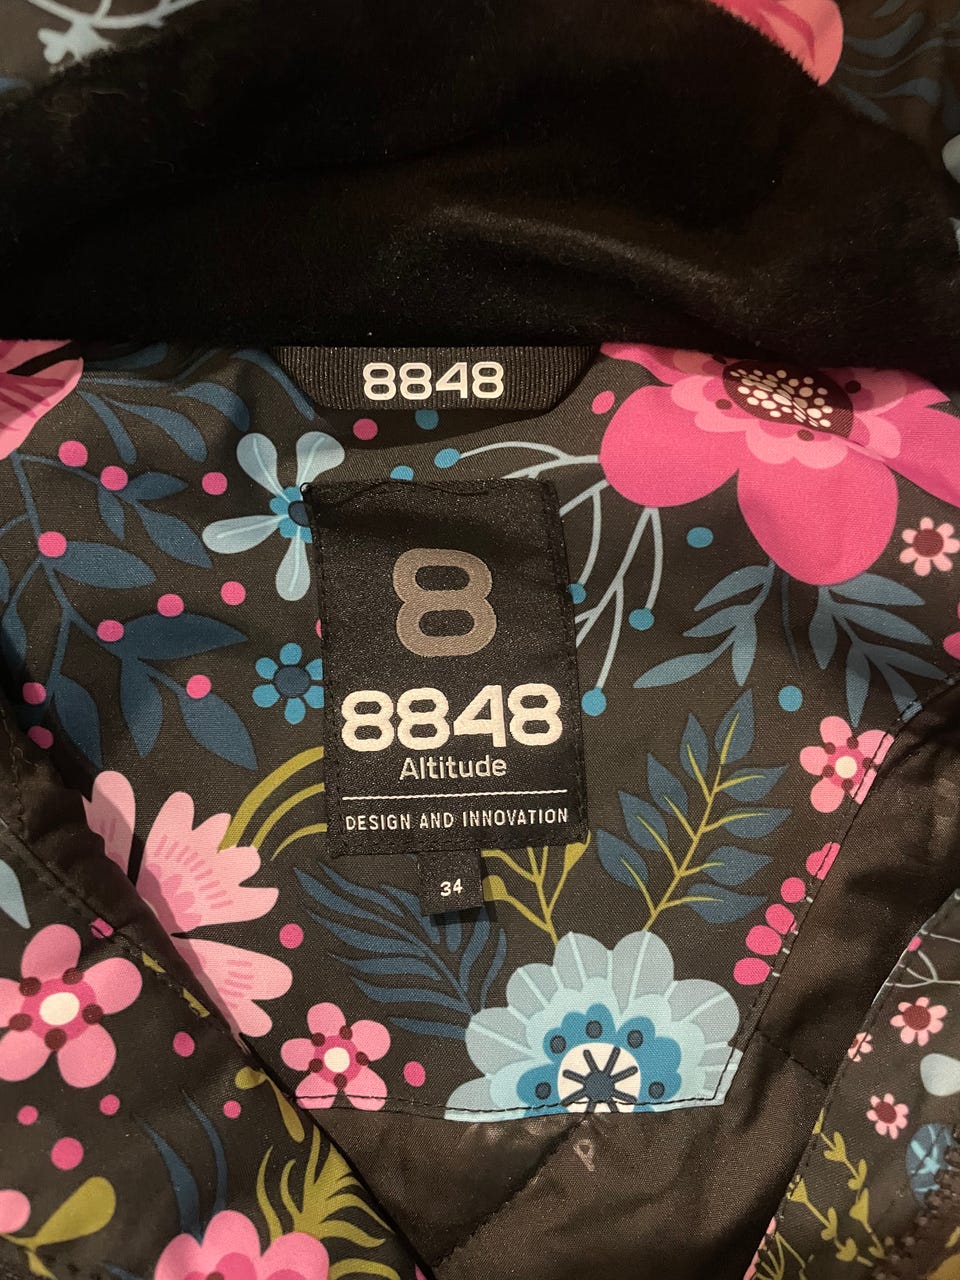 8848
8
8848
Altitude
DESIGN AND INNOVATION
34
P